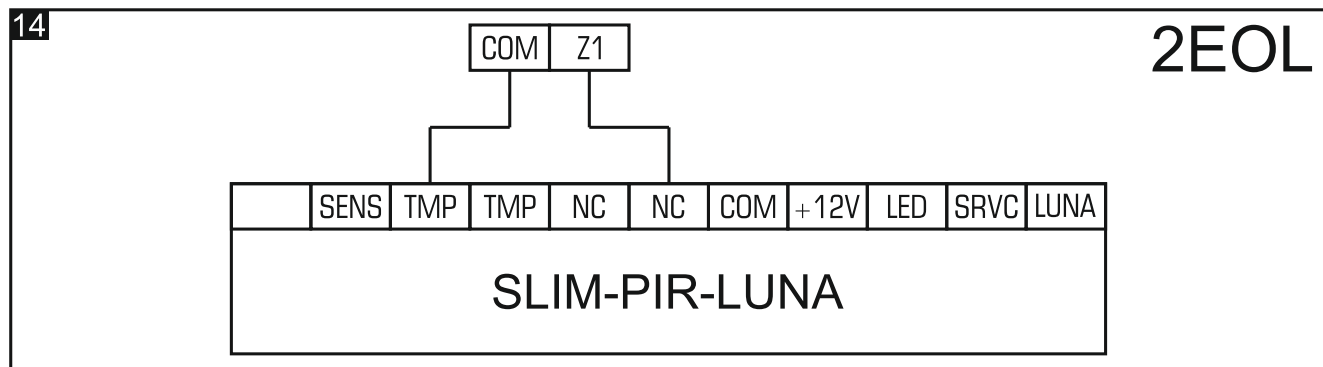 14
2EOL
COM Z1
SENS TMP TMP NC NC COM +12V LED SRVC LUNA
SLIM-PIR-LUNA